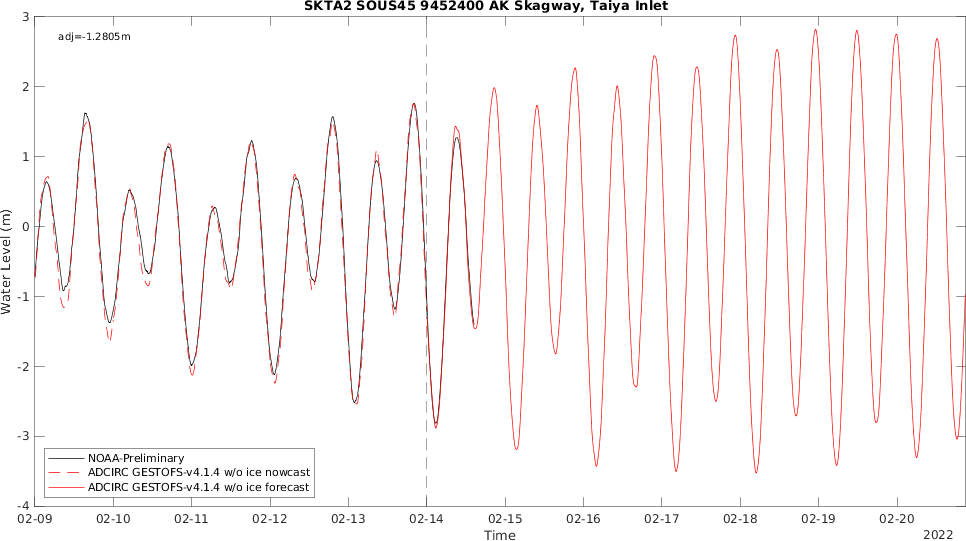 SKTA2 SOUS45 9452400 AK Skagway, Taiya Inlet
adj=-1.2805m
3
2
1
0
-1
-2
-3
-4
Water Level (m)
NOAA-Preliminary
ADCIRC GESTOFS-v4.1.4 w/o ice nowcast
ADCIRC GESTOFS-v4.1.4 w/o ice forecast
02-09 02-10 02-11 02-12 02-13 02-14 02-15 02-16 02-17 02-18 02-19 02-20
Time
2022